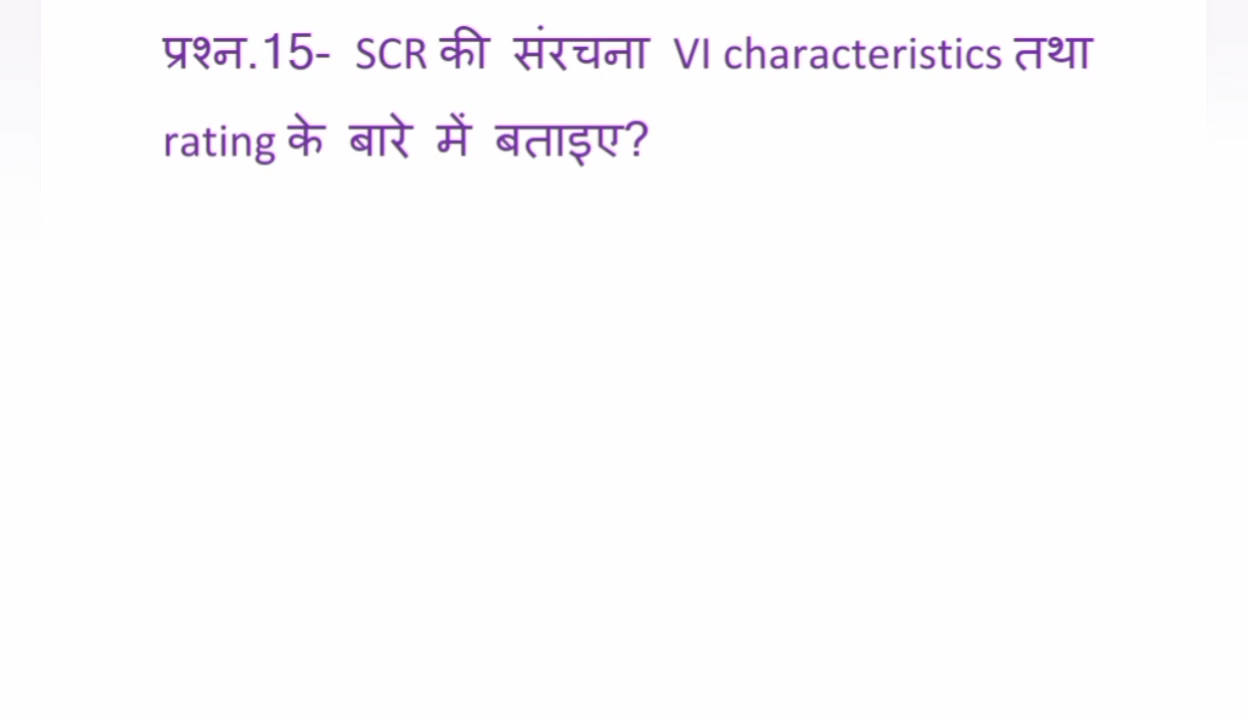 प्रश्न.15- SCR की संरचना VI characteristics तथा
rating के बारे में बताइए?